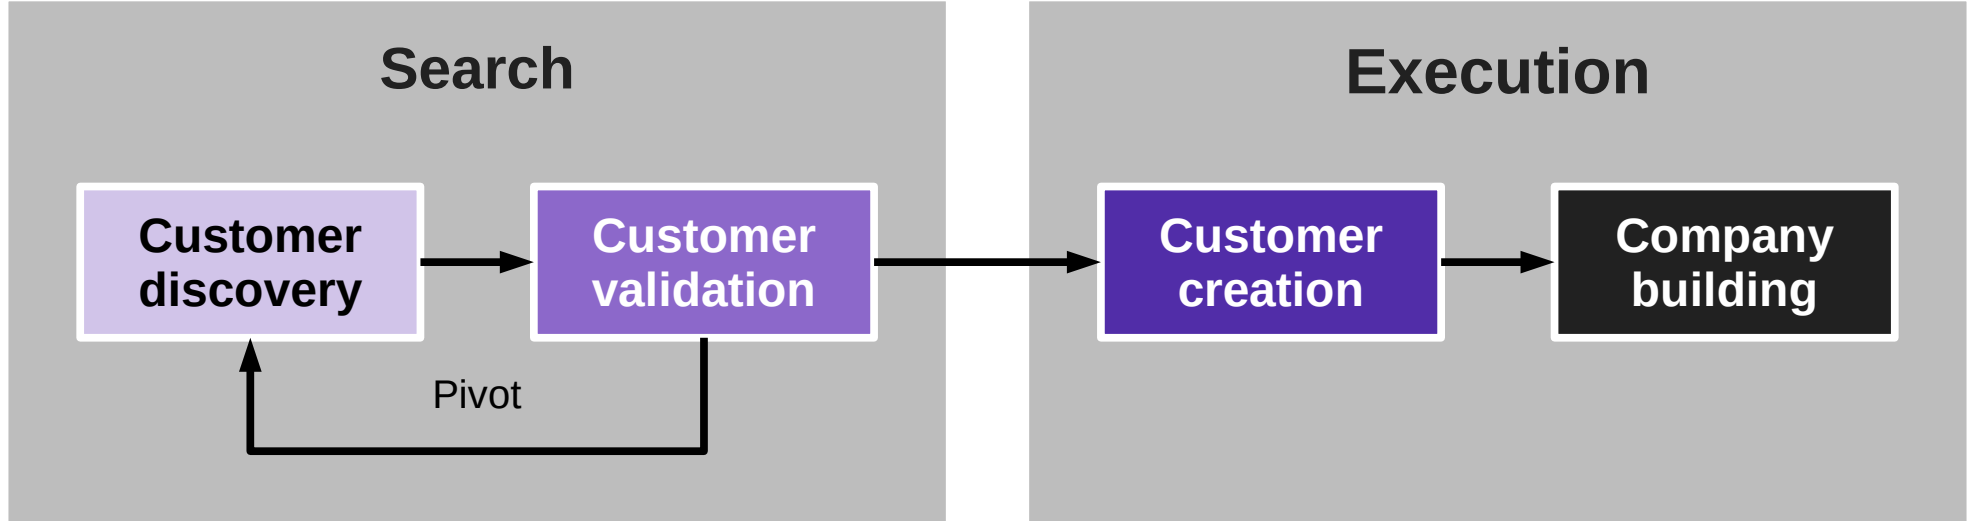 Search
Execution
Customer
discovery
Customer
validation
Customer
creation
Company
building
Pivot